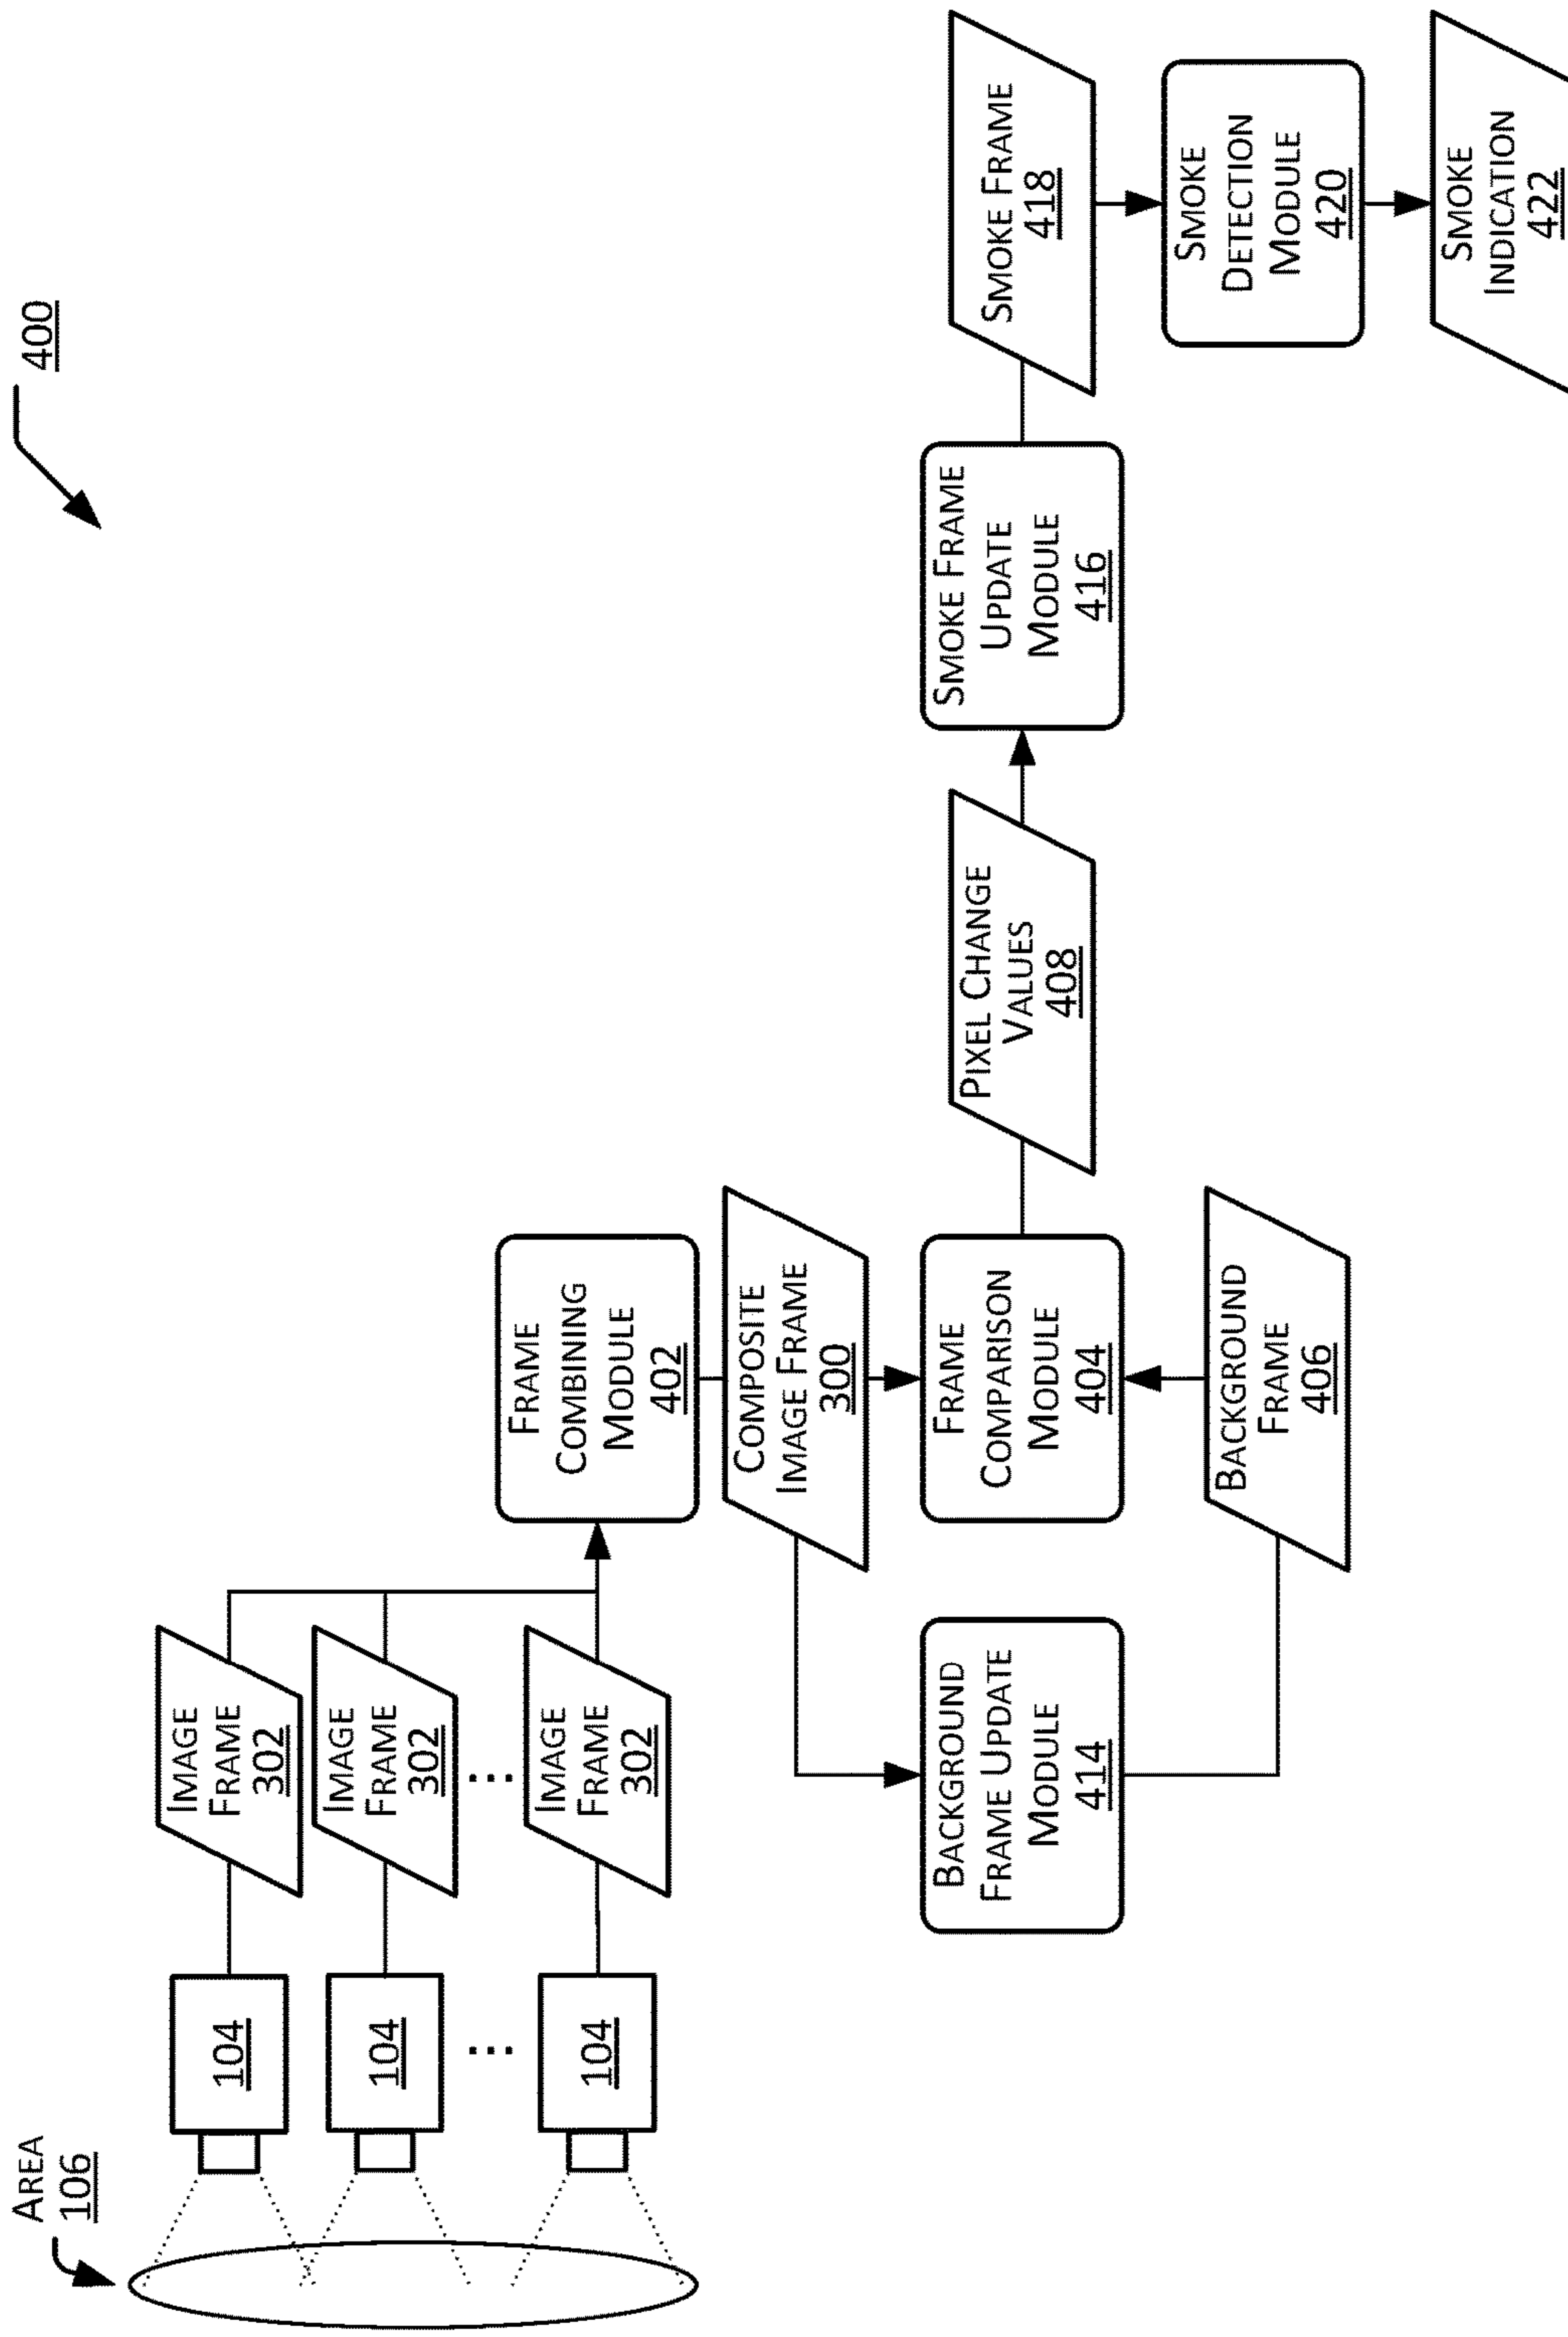 400
AREA
106
104
IMAGE
FRAME
302
104
IMAGE
FRAME
302
...
...
104
IMAGE
FRAME
302
FRAME
COMBINING
MODULE
402
COMPOSITE
IMAGE FRAME
300
BACKGROUND
FRAME UPDATE
MODULE
414
FRAME
COMPARISON
MODULE
404
BACKGROUND
FRAME
406
PIXEL CHANGE
VALUES
408
SMOKE FRAME
UPDATE
MODULE
416
SMOKE FRAME
418
SMOKE
DETECTION
MODULE
420
SMOKE
INDICATION
422